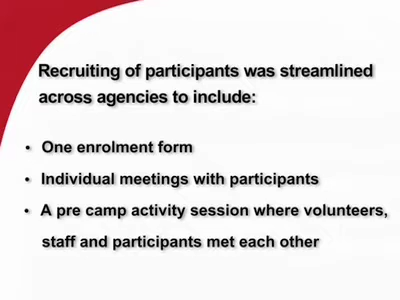 Recruiting of participants was streamlined
across agencies to include:
• One enrolment form
• Individual meetings with participants
• A pre camp activity session where volunteers,
staff and participants met each other